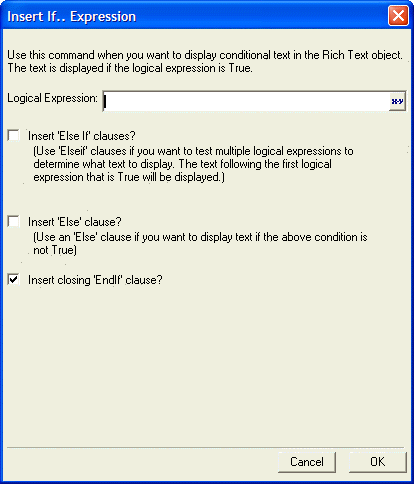 Insert If.. Expression
Use this command when you want to display conditional text in the Rich Text object.
The text is displayed if the logical expression is True.
Logical Expression:
x-y
Insert 'Else If' clauses?
(Use 'Elseif' clauses if you want to test multiple logical expressions to
determine what text to display. The text following the first logical
expression that is True will be displayed.)
Insert 'Else' clause?
(Use an 'Else' clause if you want to display text if the above condition is
not True)
Insert closing 'EndIf' clause?
Cancel OK